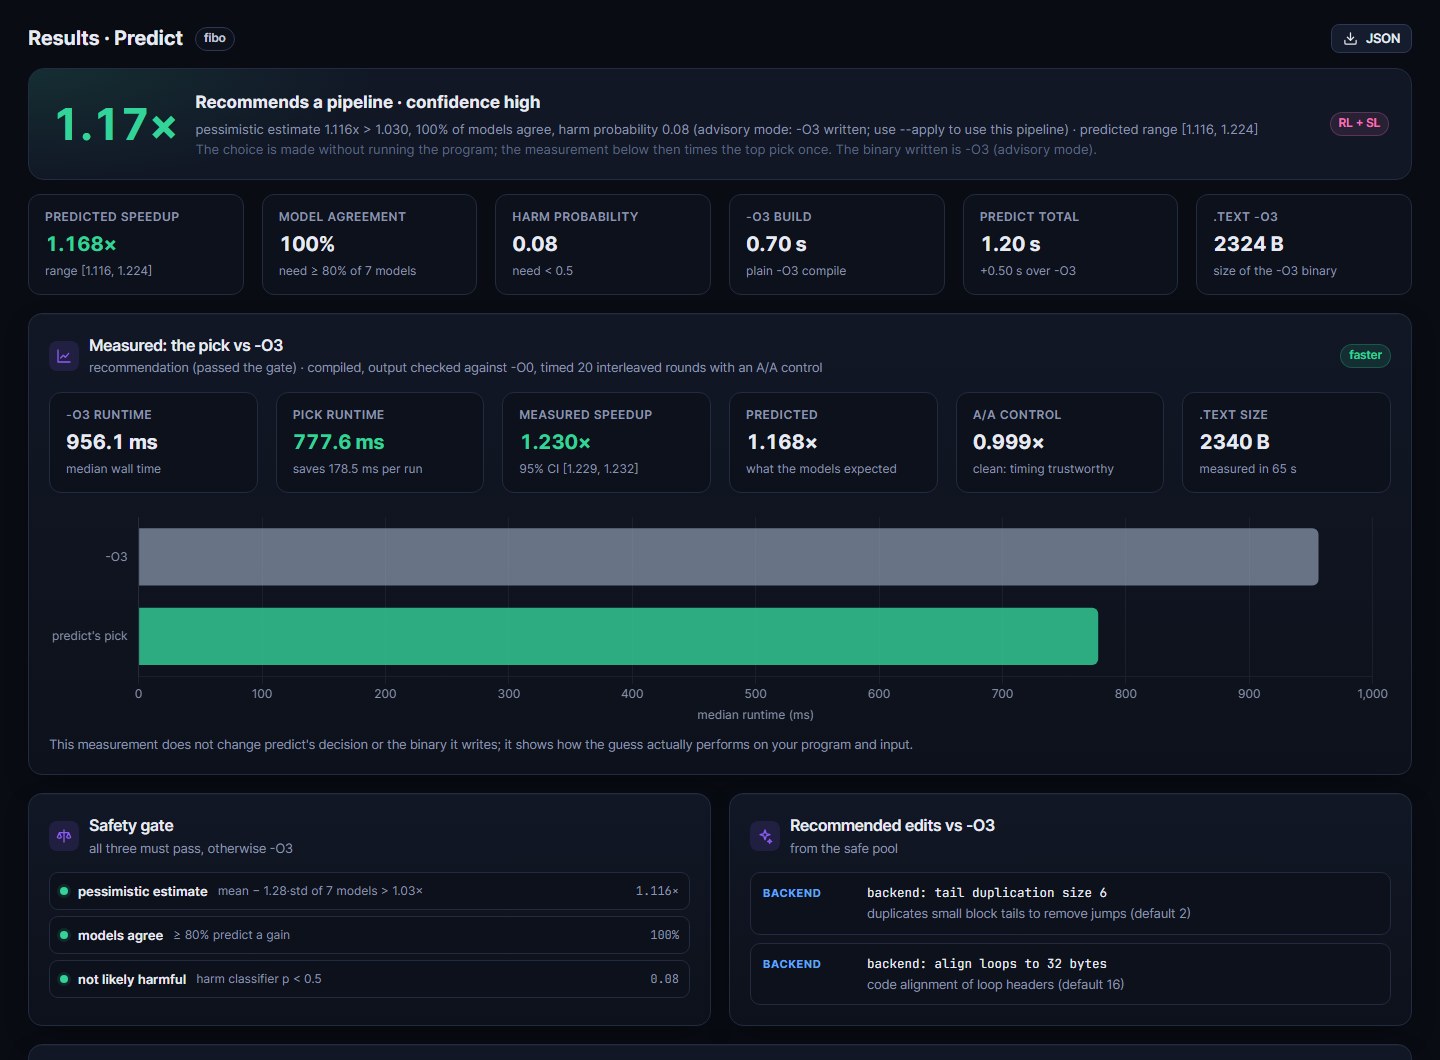 Results · Predict fibo JSON
1.17×
Recommends a pipeline · confidence high
pessimistic estimate 1.116x > 1.030, 100% of models agree, harm probability 0.08 (advisory mode: -O3 written; use --apply to use this pipeline) · predicted range [1.116, 1.224]
The choice is made without running the program; the measurement below then times the top pick once. The binary written is -O3 (advisory mode).
RL + SL
PREDICTED SPEEDUP
1.168×
range [1.116, 1.224]
MODEL AGREEMENT
100%
need ≥ 80% of 7 models
HARM PROBABILITY
0.08
need < 0.5
-O3 BUILD
0.70 s
plain -O3 compile
PREDICT TOTAL
1.20 s
+0.50 s over -O3
.TEXT -O3
2324 B
size of the -O3 binary
Measured: the pick vs -O3
recommendation (passed the gate) · compiled, output checked against -O0, timed 20 interleaved rounds with an A/A control
faster
-O3 RUNTIME
956.1 ms
median wall time
PICK RUNTIME
777.6 ms
saves 178.5 ms per run
MEASURED SPEEDUP
1.230×
95% CI [1.229, 1.232]
PREDICTED
1.168×
what the models expected
A/A CONTROL
0.999×
clean: timing trustworthy
.TEXT SIZE
2340 B
measured in 65 s
-O3
predict's pick
0 100 200 300 400 500 600 700 800 900 1,000
median runtime (ms)
This measurement does not change predict's decision or the binary it writes; it shows how the guess actually performs on your program and input.
Safety gate
all three must pass, otherwise -O3
pessimistic estimate mean − 1.28·std of 7 models > 1.03× 1.116×
models agree ≥ 80% predict a gain 100%
not likely harmful harm classifier p < 0.5 0.08
Recommended edits vs -O3
from the safe pool
BACKEND backend: tail duplication size 6
duplicates small block tails to remove jumps (default 2)
BACKEND backend: align loops to 32 bytes
code alignment of loop headers (default 16)